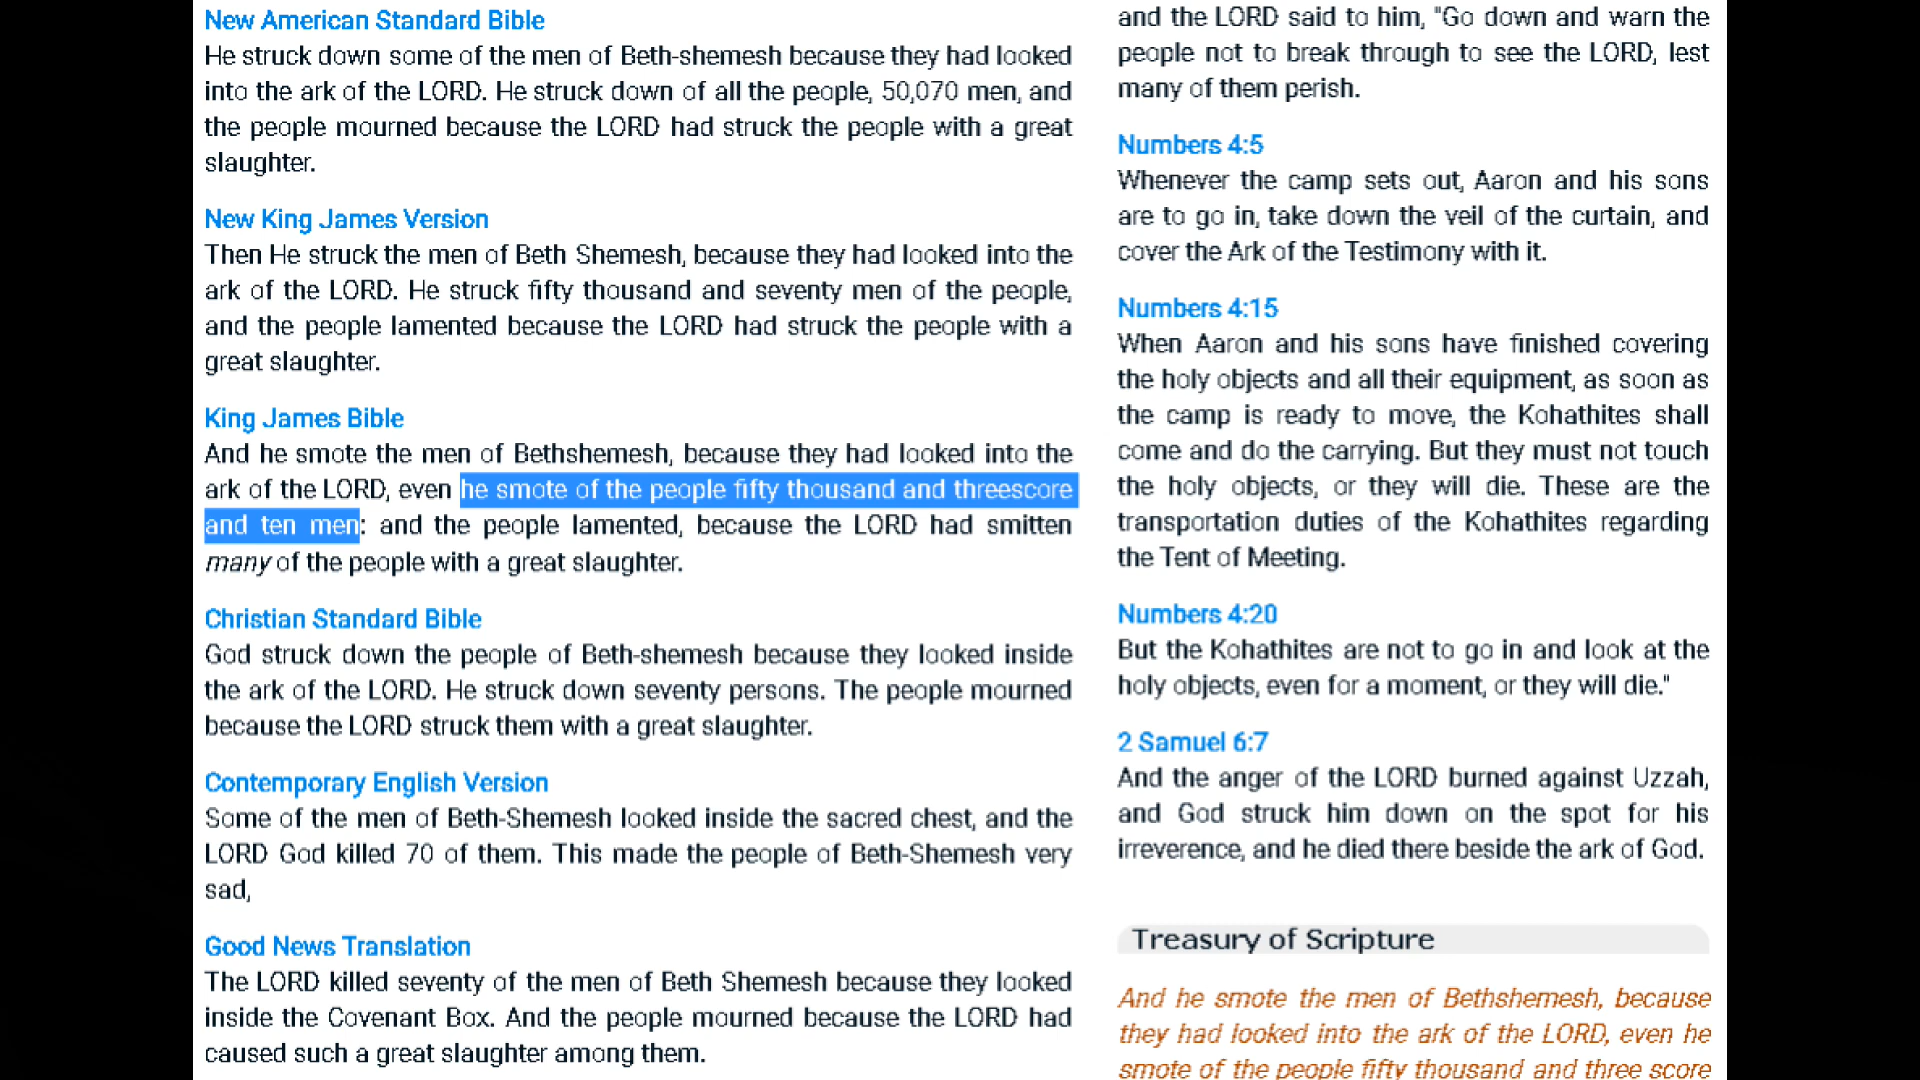 New American Standard Bible
He struck down some of the men of Beth-shemesh because they had looked
into the ark of the LORD. He struck down of all the people, 50,070 men, and
the people mourned because the LORD had struck the people with a great
slaughter.
New King James Version
Then He struck the men of Beth Shemesh, because they had looked into the
ark of the LORD. He struck fifty thousand and seventy men of the people,
and the people lamented because the LORD had struck the people with a
great slaughter.
King James Bible
And he smote the men of Bethshemesh, because they had looked into the
ark of the LORD, even he smote of the people fifty thousand and threescore
and ten men: and the people lamented, because the LORD had smitten
many of the people with a great slaughter.
Christian Standard Bible
God struck down the people of Beth-shemesh because they looked inside
the ark of the LORD. He struck down seventy persons. The people mourned
because the LORD struck them with a great slaughter.
Contemporary English Version
Some of the men of Beth-Shemesh looked inside the sacred chest, and the
LORD God killed 70 of them. This made the people of Beth-Shemesh very
sad,
Good News Translation
The LORD killed seventy of the men of Beth Shemesh because they looked
inside the Covenant Box. And the people mourned because the LORD had
caused such a great slaughter among them.
and the LORD said to him, "Go down and warn the
people not to break through to see the LORD, lest
many of them perish.
Numbers 4:5
Whenever the camp sets out, Aaron and his sons
are to go in, take down the veil of the curtain, and
cover the Ark of the Testimony with it.
Numbers 4:15
When Aaron and his sons have finished covering
the holy objects and all their equipment, as soon as
the camp is ready to move, the Kohathites shall
come and do the carrying. But they must not touch
the holy objects, or they will die. These are the
transportation duties of the Kohathites regarding
the Tent of Meeting.
Numbers 4:20
But the Kohathites are not to go in and look at the
holy objects, even for a moment, or they will die."
2 Samuel 6:7
And the anger of the LORD burned against Uzzah,
and God struck him down on the spot for his
irreverence, and he died there beside the ark of God.
Treasury of Scripture
And he smote the men of Bethshemesh, because
they had looked into the ark of the LORD, even he
smote of the people fifty thousand and three score